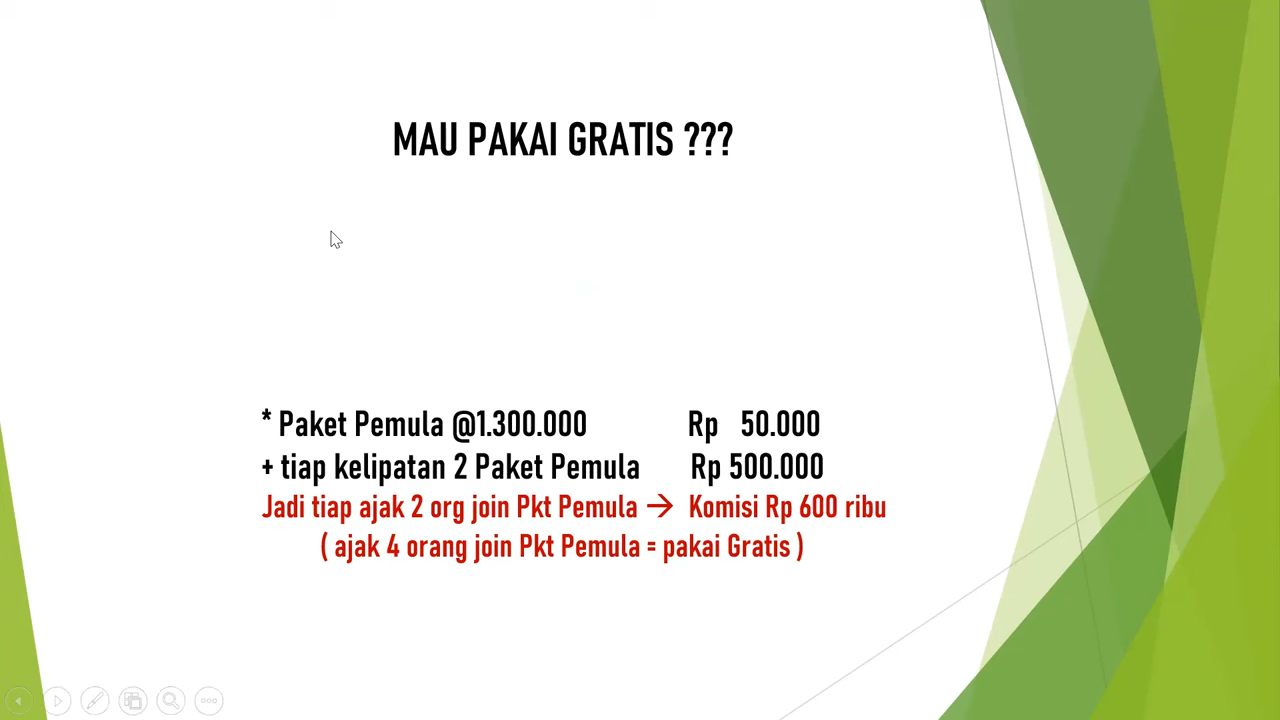 MAU PAKAI GRATIS ???
* Paket Pemula @1.300.000 Rp 50.000
+ tiap kelipatan 2 Paket Pemula Rp 500.000
Jadi tiap ajak 2 org join Pkt Pemula → Komisi Rp 600 ribu
( ajak 4 orang join Pkt Pemula = pakai Gratis )